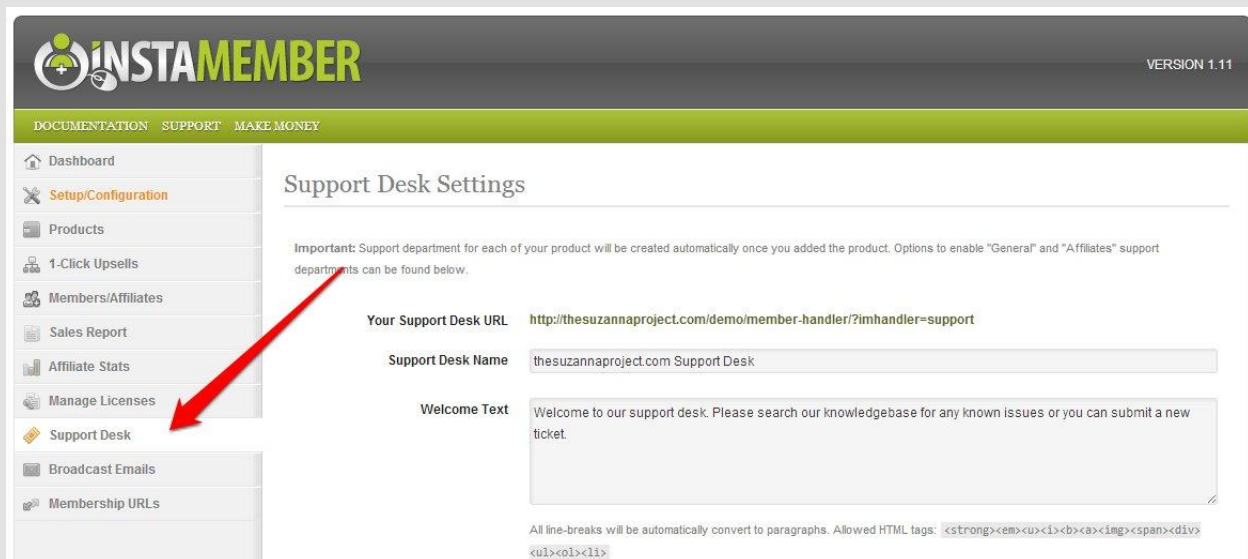 INSTAMEMBER
VERSION 1.11
DOCUMENTATION SUPPORT MAKE MONEY
Dashboard
Setup/Configuration
Products
1-Click Upsells
Members/Affiliates
Sales Report
Affiliate Stats
Manage Licenses
Support Desk
Broadcast Emails
Membership URLs
Support Desk Settings
Important: Support department for each of your product will be created automatically once you added the product. Options to enable "General" and "Affiliates" support
departments can be found below.
Your Support Desk URL http://thesuzannaproject.com/demo/member-handler/?imhandler=support
Support Desk Name thesuzannaproject.com Support Desk
Welcome Text Welcome to our support desk. Please search our knowledgebase for any known issues or you can submit a new
ticket.
All line-breaks will be automatically convert to paragraphs. Allowed HTML tags: <strong><em><u><i><b><a><img><span><div>
<ul><ol><li>